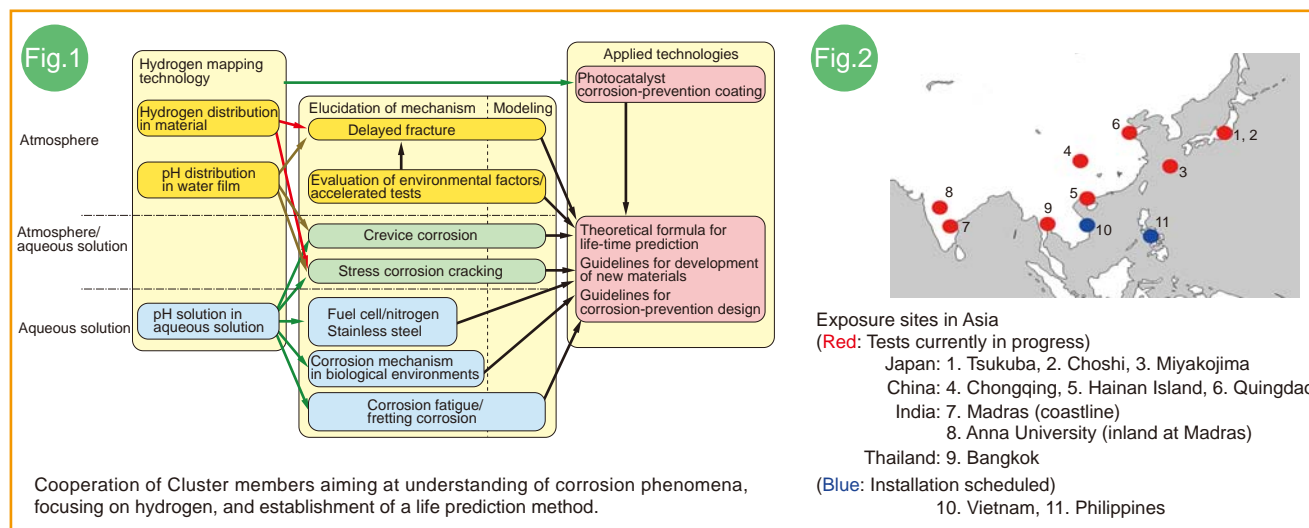 Fig.1
Hydrogen mapping
technology
Hydrogen distribution
in material
pH distribution
in water film
pH solution in
aqueous solution
Atmosphere
Atmosphere/
aqueous solution
Aqueous solution
Elucidation of mechanism
Modeling
Delayed fracture
Evaluation of environmental factors/
accelerated tests
Crevice corrosion
Stress corrosion cracking
Fuel cell/nitrogen
Stainless steel
Corrosion mechanism
in biological environments
Corrosion fatigue/
fretting corrosion
Applied technologies
Photocatalyst
corrosion-prevention coating
Theoretical formula for
life-time prediction
Guidelines for development
of new materials
Guidelines for
corrosion-prevention design
Cooperation of Cluster members aiming at understanding of corrosion phenomena,
focusing on hydrogen, and establishment of a life prediction method.
Fig.2
6
1, 2
4
3
8
5
9
7
10
11
Exposure sites in Asia
(Red: Tests currently in progress)
Japan: 1. Tsukuba, 2. Choshi, 3. Miyakojima
China: 4. Chongqing, 5. Hainan Island, 6. Quingdao
India: 7. Madras (coastline)
8. Anna University (inland at Madras)
Thailand: 9. Bangkok
(Blue: Installation scheduled)
10. Vietnam, 11. Philippines